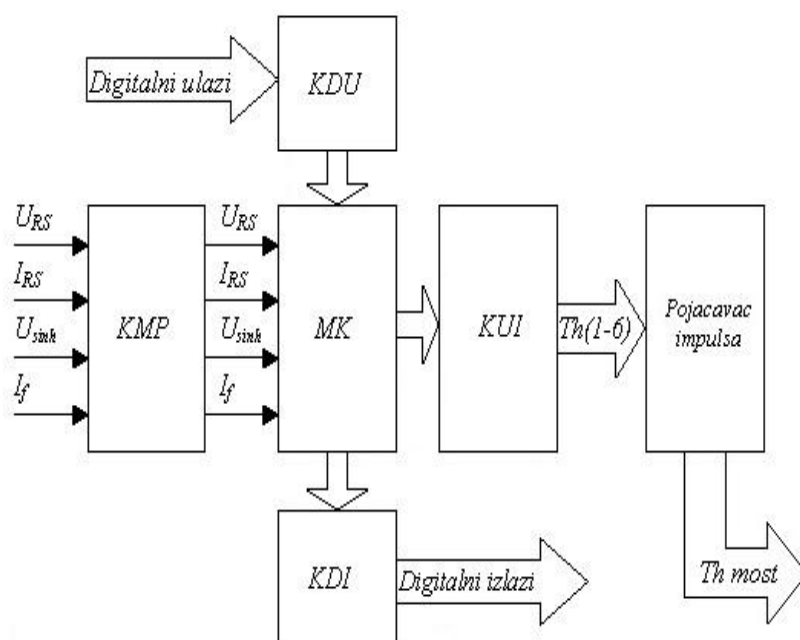 Digitalni ulazi
KDU
U_RS
I_RS
U_sinh
I_f
KMP
U_RS
I_RS
U_sinh
I_f
MK
KUI
Th(1-6)
Pojacavac
impulsa
KDI
Digitalni izlazi
Th most